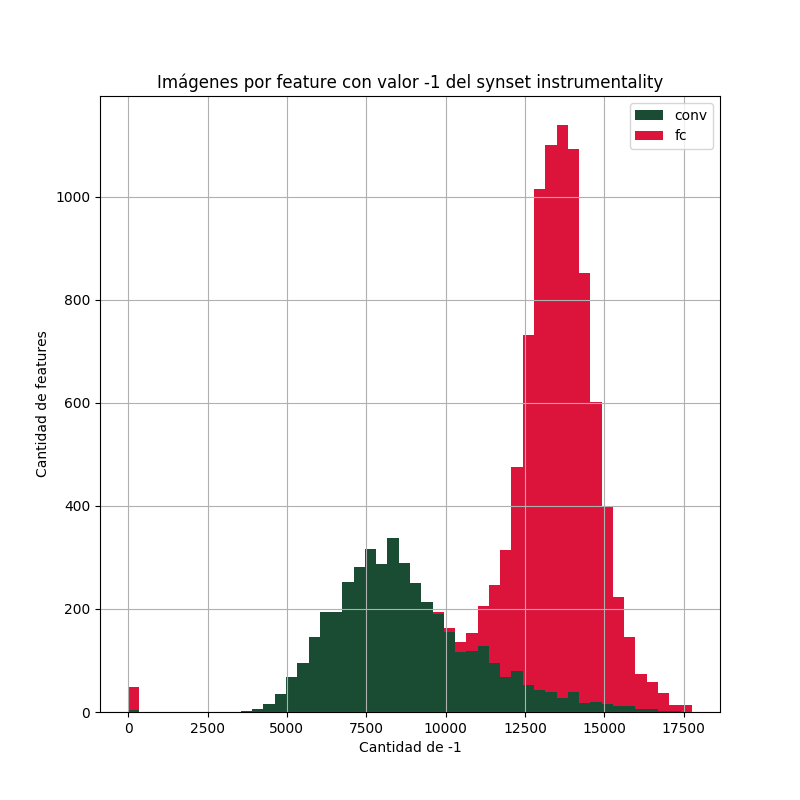 Imágenes por feature con valor -1 del synset instrumentality
conv
fc
Cantidad de features
1000
800
600
400
200
0
0 2500 5000 7500 10000 12500 15000 17500
Cantidad de -1